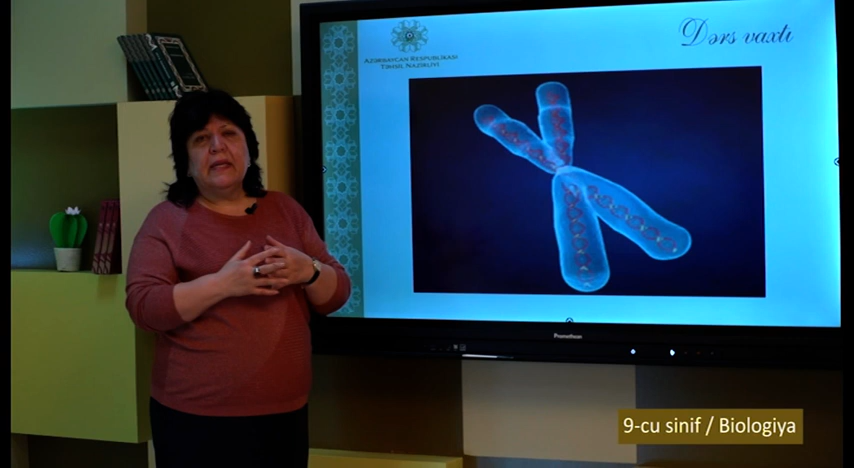 Dərs vaxtı
AZƏRBAYCAN RESPUBLİKASI
TƏHSİL NAZİRLİYİ
Promethean
9-cu sinif / Biologiya